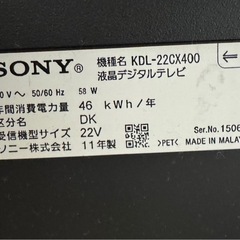 SONY® 機種名 KDL-22CX400
液晶デジタルテレビ
0 V ～ 50/60 Hz 58 W
年間消費電力量 46 kWh/年
区分名 DK
受信機型サイズ 22V
ソニー株式会社 11年製
Ser.No.1506
>PET< MADE IN MALAY